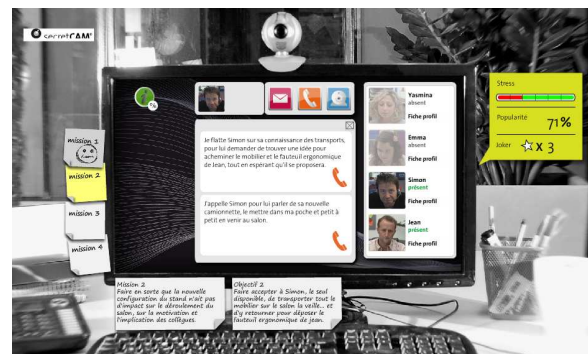 secretCAM
Yasmina
absent
Fiche profil
Emma
absent
Fiche profil
Simon
présent
Fiche profil
Jean
présent
Fiche profil
Stress
Popularité
71%
Joker
X 3
mission 1
mission 2
mission 3
mission 4
Je flatte Simon sur sa connaissance des transports,
pour lui demander de trouver une idée pour
acheminer le mobilier et le fauteuil ergonomique
de Jean, tout en espérant qu'il se proposera.
J'appelle Simon pour lui parler de sa nouvelle
camionnette, le mettre dans ma poche et petit à
petit en venir au salon.
Mission 2
Faire en sorte que la nouvelle
configuration du stand n'ait pas
d'impact sur le déroulement du
salon, sur la motivation et
l'implication des collègues.
Objectif 2
Faire accepter à Simon, le seul
disponible, de transporter tout le
mobilier sur le salon la veille... et
d'y retourner pour déposer le
fauteuil ergonomique de jean.